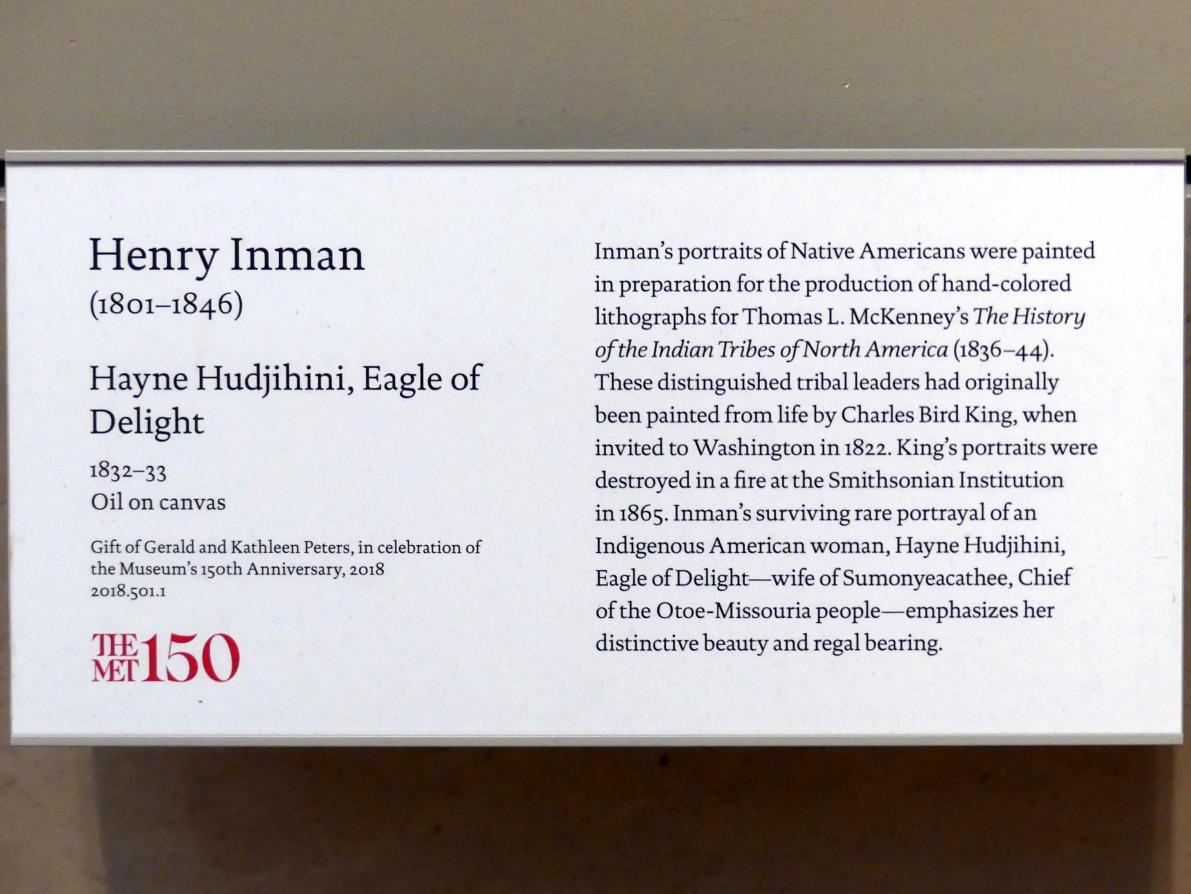 Henry Inman
(1801–1846)
Hayne Hudjihini, Eagle of
Delight
1832–33
Oil on canvas
Gift of Gerald and Kathleen Peters, in celebration of
the Museum's 150th Anniversary, 2018
2018.501.1
THE
MET 150
Inman's portraits of Native Americans were painted
in preparation for the production of hand-colored
lithographs for Thomas L. McKenney's The History
of the Indian Tribes of North America (1836–44).
These distinguished tribal leaders had originally
been painted from life by Charles Bird King, when
invited to Washington in 1822. King's portraits were
destroyed in a fire at the Smithsonian Institution
in 1865. Inman's surviving rare portrayal of an
Indigenous American woman, Hayne Hudjihini,
Eagle of Delight—wife of Sumonyeacathee, Chief
of the Otoe-Missouria people—emphasizes her
distinctive beauty and regal bearing.